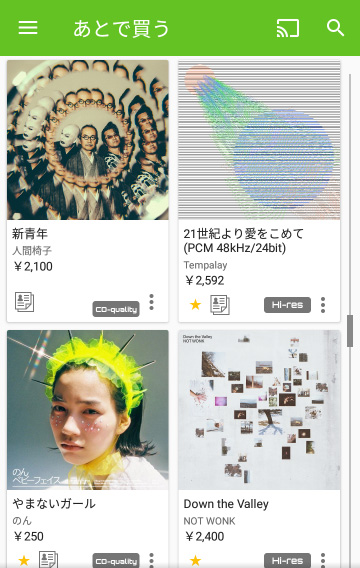 あとで買う
新青年
人間椅子
¥2,100
CD-quality
21世紀より愛をこめて
(PCM 48kHz/24bit)
Tempalay
¥2,592
Hi-res
のん
ベビーフェイス
やまないガール
のん
¥250
CD-quality
Down the Valley
NOT WONK
Down the Valley
NOT WONK
¥2,400
Hi-res